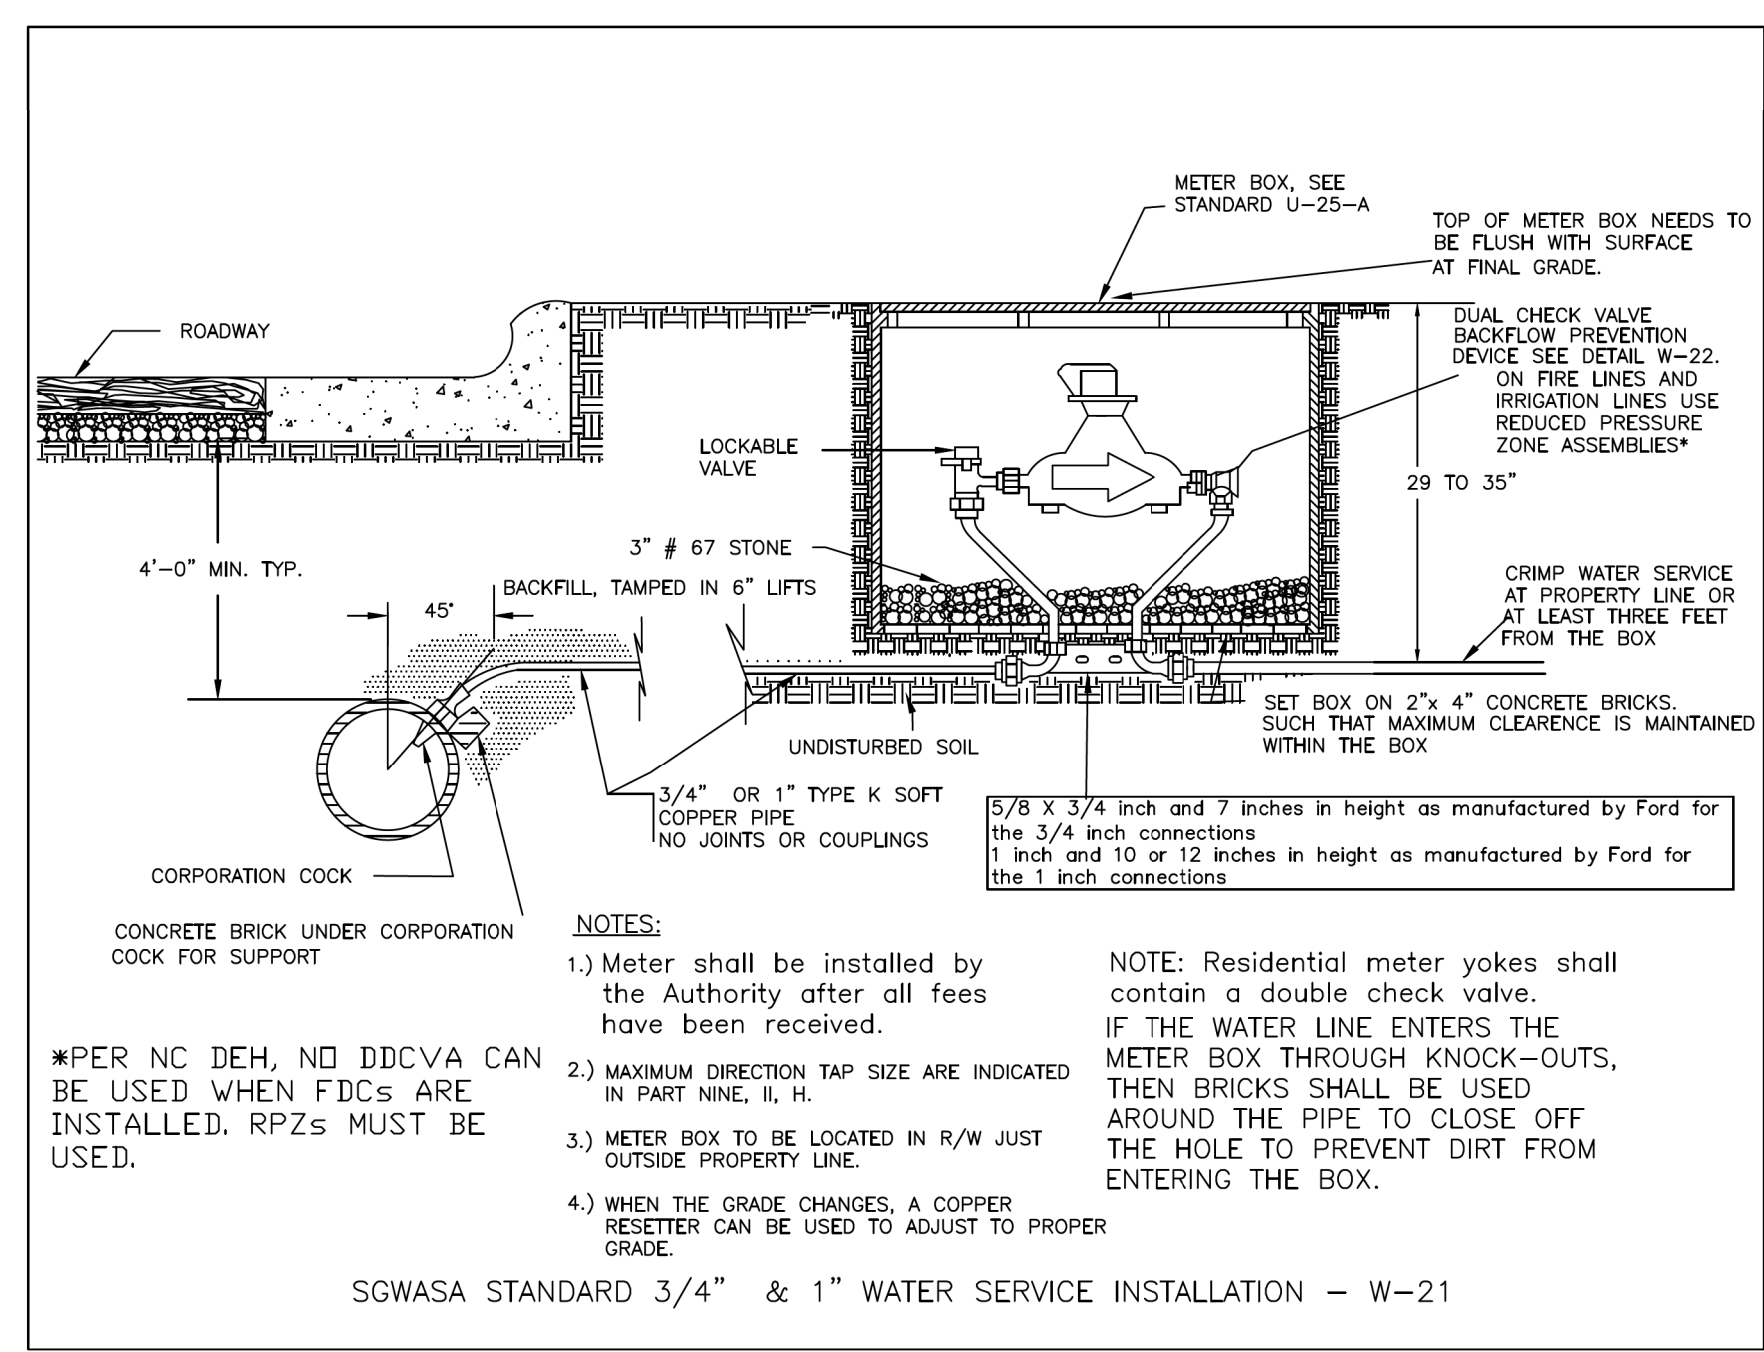 METER BOX, SEE
STANDARD U-25-A
TOP OF METER BOX NEEDS TO
BE FLUSH WITH SURFACE
AT FINAL GRADE.
ROADWAY
DUAL CHECK VALVE
BACKFLOW PREVENTION
DEVICE SEE DETAIL W-22.
ON FIRE LINES AND
IRRIGATION LINES USE
REDUCED PRESSURE
ZONE ASSEMBLIES*
LOCKABLE
VALVE
29 TO 35"
3" # 67 STONE
4'-0" MIN. TYP.
BACKFILL, TAMPED IN 6" LIFTS
45°
CRIMP WATER SERVICE
AT PROPERTY LINE OR
AT LEAST THREE FEET
FROM THE BOX
SET BOX ON 2"x 4" CONCRETE BRICKS.
SUCH THAT MAXIMUM CLEARENCE IS MAINTAINED
WITHIN THE BOX
UNDISTURBED SOIL
3/4" OR 1" TYPE K SOFT
COPPER PIPE
NO JOINTS OR COUPLINGS
5/8 X 3/4 inch and 7 inches in height as manufactured by Ford for
the 3/4 inch connections
1 inch and 10 or 12 inches in height as manufactured by Ford for
the 1 inch connections
CORPORATION COCK
CONCRETE BRICK UNDER CORPORATION
COCK FOR SUPPORT
*PER NC DEH, NO DDCVA CAN
BE USED WHEN FDCs ARE
INSTALLED. RPZs MUST BE
USED.
NOTES:
1.) Meter shall be installed by
the Authority after all fees
have been received.
2.) MAXIMUM DIRECTION TAP SIZE ARE INDICATED
IN PART NINE, II, H.
3.) METER BOX TO BE LOCATED IN R/W JUST
OUTSIDE PROPERTY LINE.
4.) WHEN THE GRADE CHANGES, A COPPER
RESETTER CAN BE USED TO ADJUST TO PROPER
GRADE.
NOTE: Residential meter yokes shall
contain a double check valve.
IF THE WATER LINE ENTERS THE
METER BOX THROUGH KNOCK-OUTS,
THEN BRICKS SHALL BE USED
AROUND THE PIPE TO CLOSE OFF
THE HOLE TO PREVENT DIRT FROM
ENTERING THE BOX.
SGWASA STANDARD 3/4" & 1" WATER SERVICE INSTALLATION - W-21